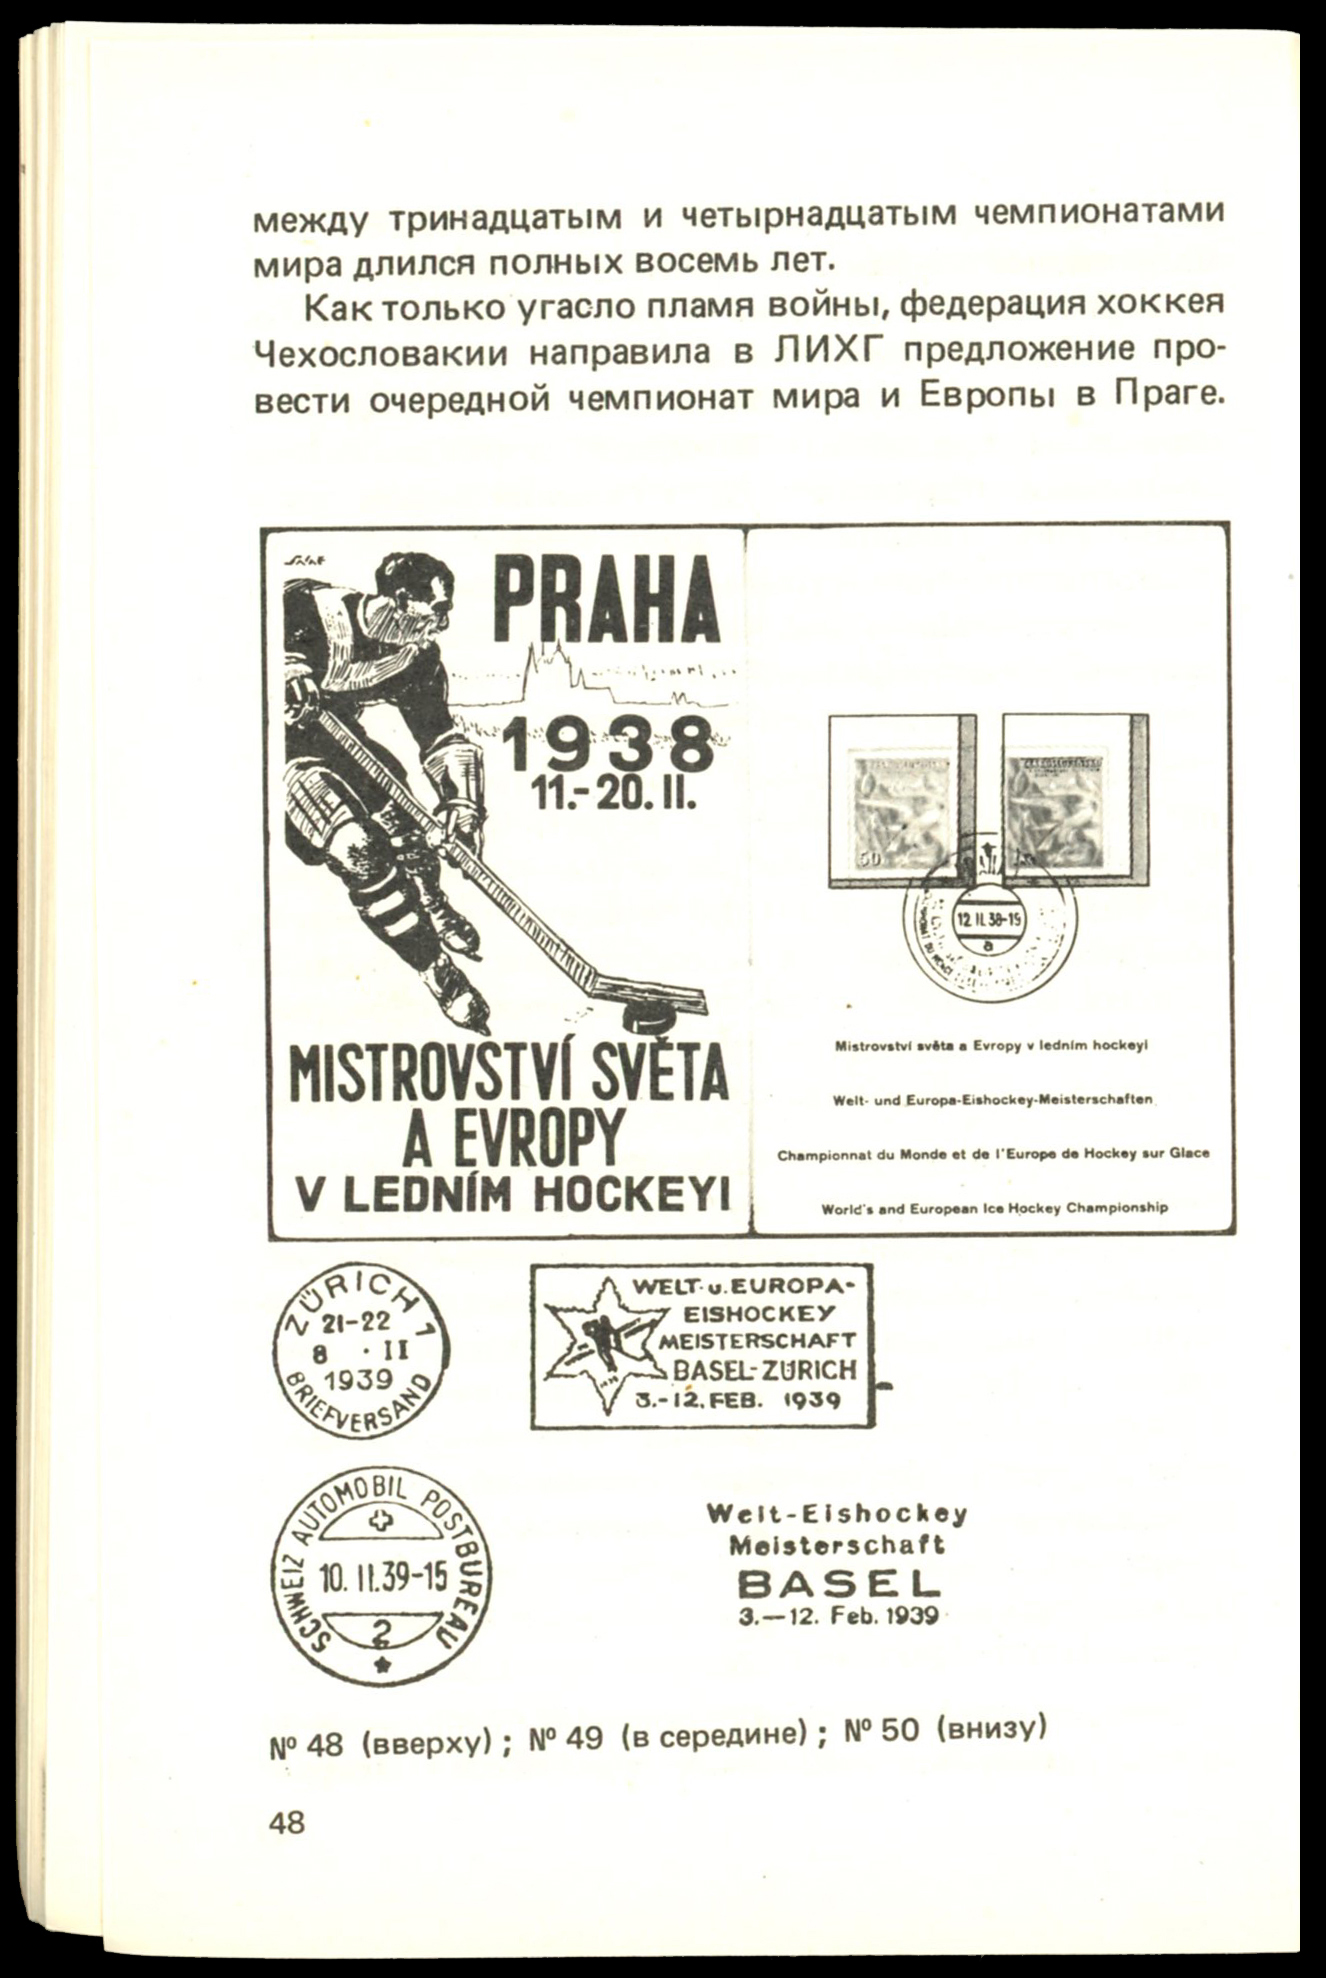 между тринадцатым и четырнадцатым чемпионатами
мира длился полных восемь лет.
Как только угасло пламя войны, федерация хоккея
Чехословакии направила в ЛИХГ предложение про-
вести очередной чемпионат мира и Европы в Праге.
PRAHA
1938
11.-20. II.
MISTROVSTVÍ SVĚTA
A EVROPY
V LEDNÍM HOCKEYI
50
12 II. 38-15
a
Mistrovství světa a Evropy v ledním hockeyi
Welt- und Europa-Eishockey-Meisterschaften
Championnat du Monde et de l'Europe de Hockey sur Glace
World's and European Ice Hockey Championship
ZÜRICH 1
21-22
8 · II
1939
BRIEFVERSAND
WELT- u. EUROPA-
EISHOCKEY
MEISTERSCHAFT
BASEL-ZÜRICH
3.-12. FEB. 1939
SCHWEIZ AUTOMOBIL POSTBUREAU
10. II. 39-15
2
Welt-Eishockey
Meisterschaft
BASEL
3.—12. Feb. 1939
№ 48 (вверху) ; № 49 (в середине) ; № 50 (внизу)
48